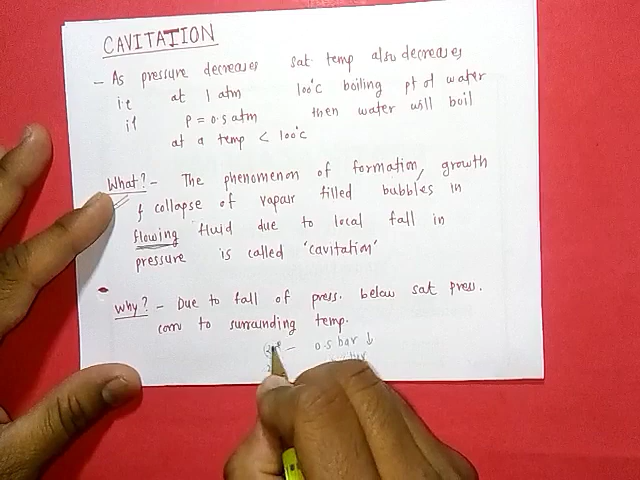 CAVITATION
– As pressure decreases sat. temp also decreases
i.e at 1 atm 100°C boiling pt of water
if P = 0.5 atm then water will boil
at a temp < 100°C
What? – The phenomenon of formation, growth
& collapse of vapair filled bubbles in
flowing fluid due to local fall in
pressure is called 'cavitation'
Why? – Due to fall of press. below sat press.
corr to surrounding temp.
– 0.5 bar ↓